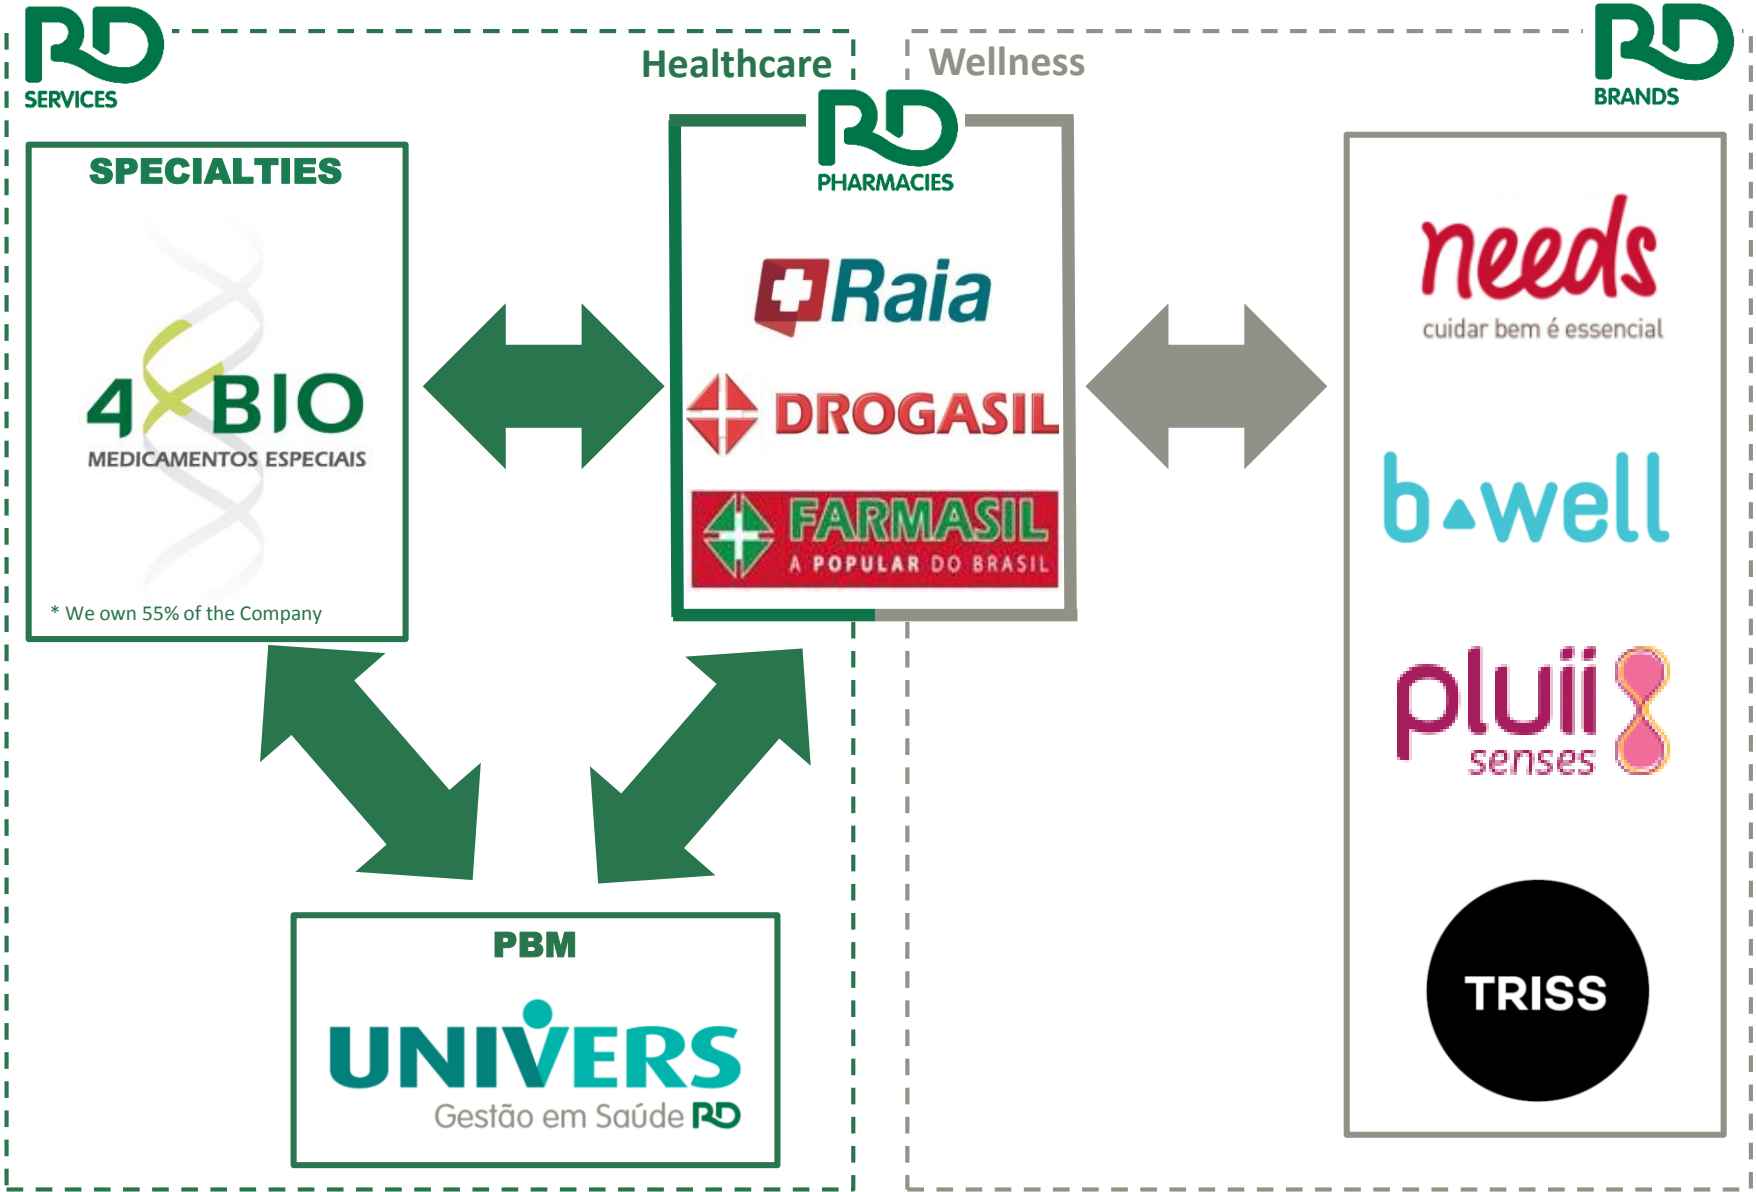 RD
SERVICES
Healthcare
Wellness
RD
BRANDS
RD
PHARMACIES
SPECIALTIES
4BIO
MEDICAMENTOS ESPECIAIS
* We own 55% of the Company
Raia
DROGASIL
FARMASIL
A POPULAR DO BRASIL
needs
cuidar bem é essencial
b well
pluii
senses
TRISS
PBM
UNIVERS
Gestão em Saúde RD